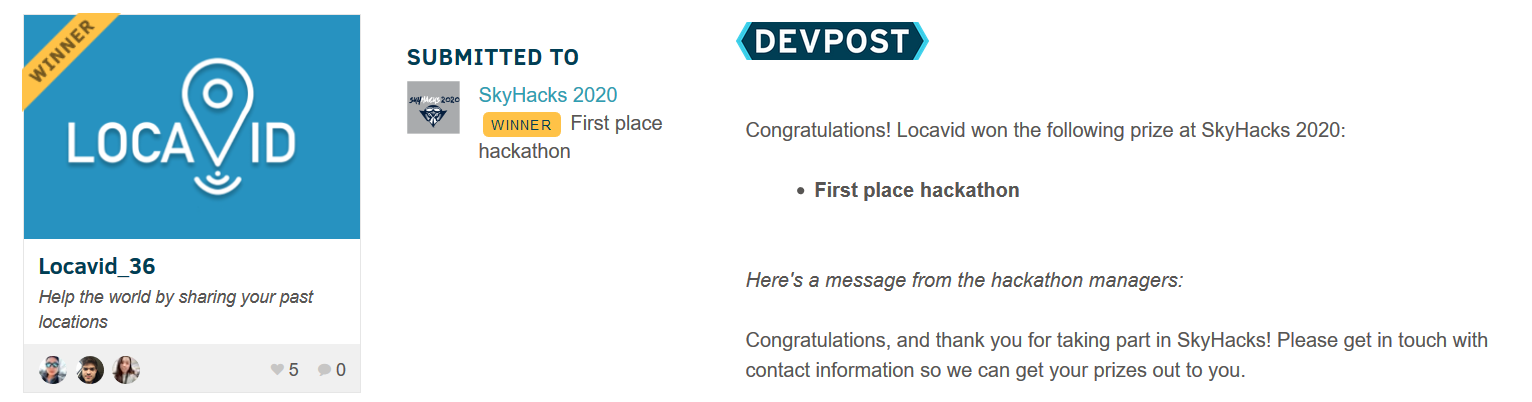 WINNER
LOCAVID
Locavid_36
Help the world by sharing your past
locations
5
0
SUBMITTED TO
SKYHACKS 2020
SkyHacks 2020
WINNER First place
hackathon
DEVPOST
Congratulations! Locavid won the following prize at SkyHacks 2020:
• First place hackathon
Here's a message from the hackathon managers:
Congratulations, and thank you for taking part in SkyHacks! Please get in touch with
contact information so we can get your prizes out to you.